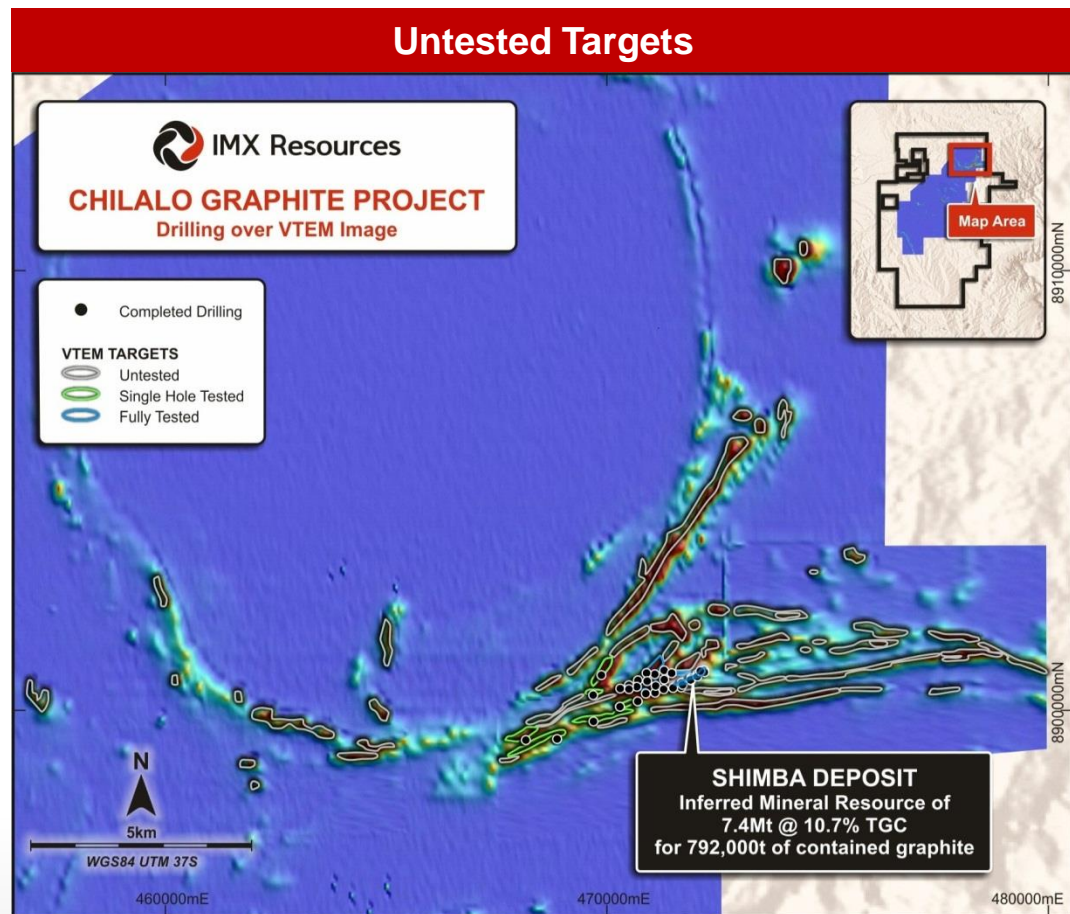 Untested Targets
IMX Resources
CHILALO GRAPHITE PROJECT
Drilling over VTEM Image
Map Area
8910000mN
Completed Drilling
VTEM TARGETS
Untested
Single Hole Tested
Fully Tested
8900000mN
N
5km
WGS84 UTM 37S
SHIMBA DEPOSIT
Inferred Mineral Resource of
7.4Mt @ 10.7% TGC
for 792,000t of contained graphite
460000mE
470000mE
480000mE